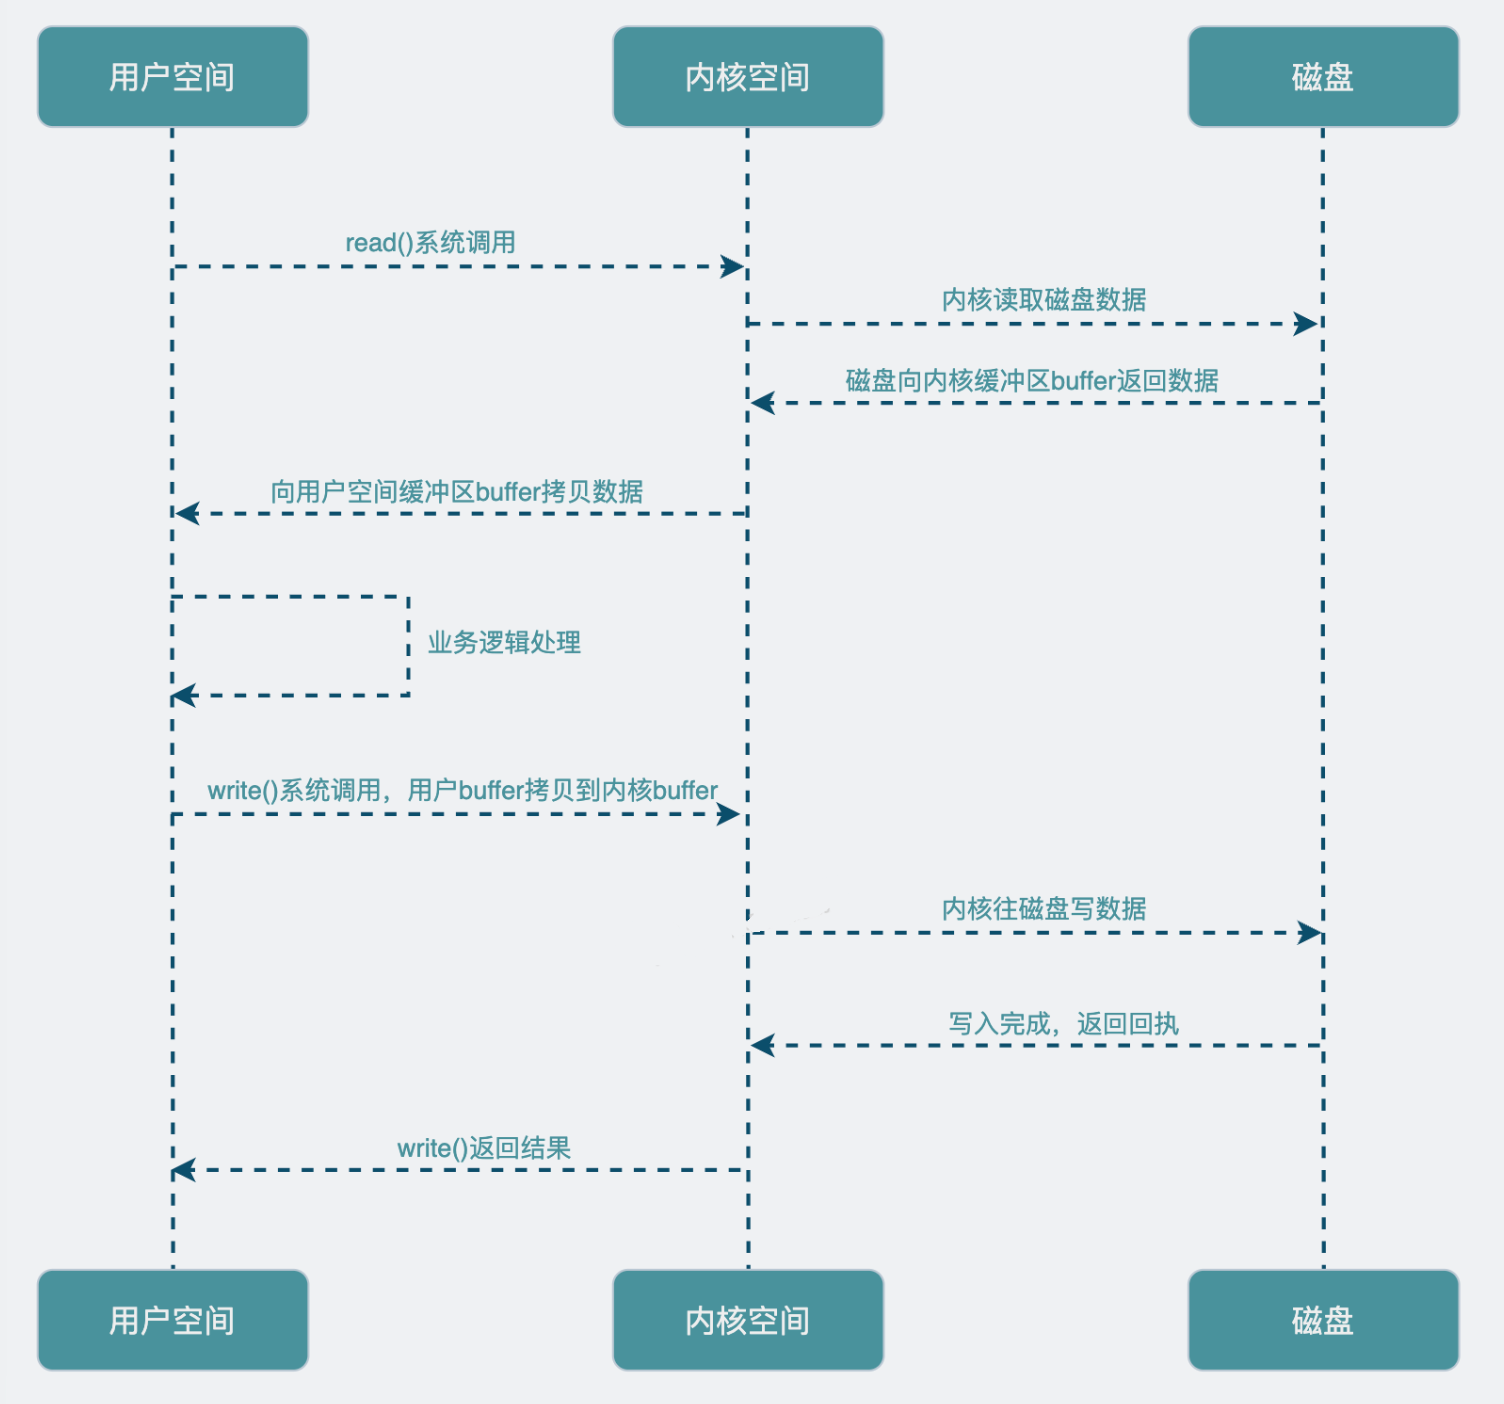 用户空间
内核空间
磁盘
read()系统调用
内核读取磁盘数据
磁盘向内核缓冲区buffer返回数据
向用户空间缓冲区buffer拷贝数据
业务逻辑处理
write()系统调用，用户buffer拷贝到内核buffer
内核往磁盘写数据
写入完成，返回回执
write()返回结果
用户空间
内核空间
磁盘